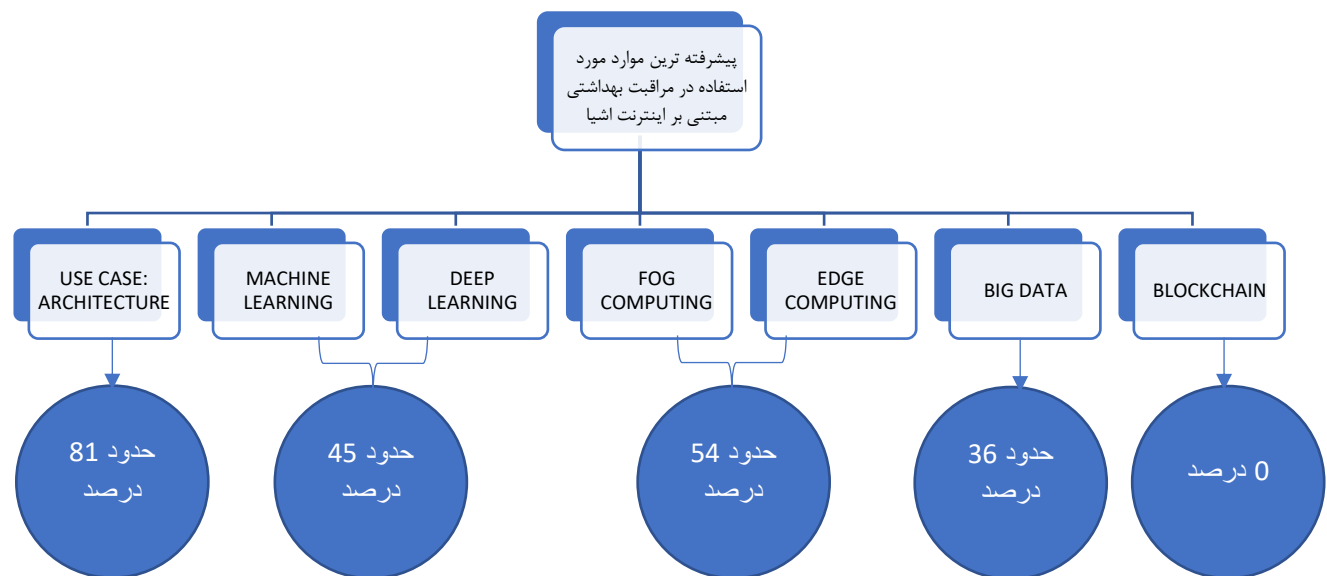 پیشرفته ترین موارد مورد
استفاده در مراقبت بهداشتی
مبتنی بر اینترنت اشیا
USE CASE:
ARCHITECTURE
MACHINE
LEARNING
DEEP
LEARNING
FOG
COMPUTING
EDGE
COMPUTING
BIG DATA
BLOCKCHAIN
حدود 81
درصد
حدود 45
درصد
حدود 54
درصد
حدود 36
درصد
0 درصد